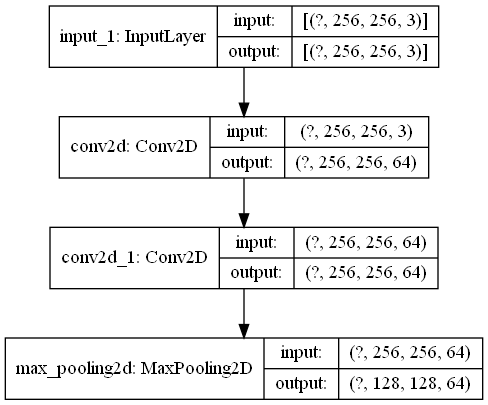 input_1: InputLayer
input: [(?, 256, 256, 3)]
output: [(?, 256, 256, 3)]
conv2d: Conv2D
input: (?, 256, 256, 3)
output: (?, 256, 256, 64)
conv2d_1: Conv2D
input: (?, 256, 256, 64)
output: (?, 256, 256, 64)
max_pooling2d: MaxPooling2D
input: (?, 256, 256, 64)
output: (?, 128, 128, 64)